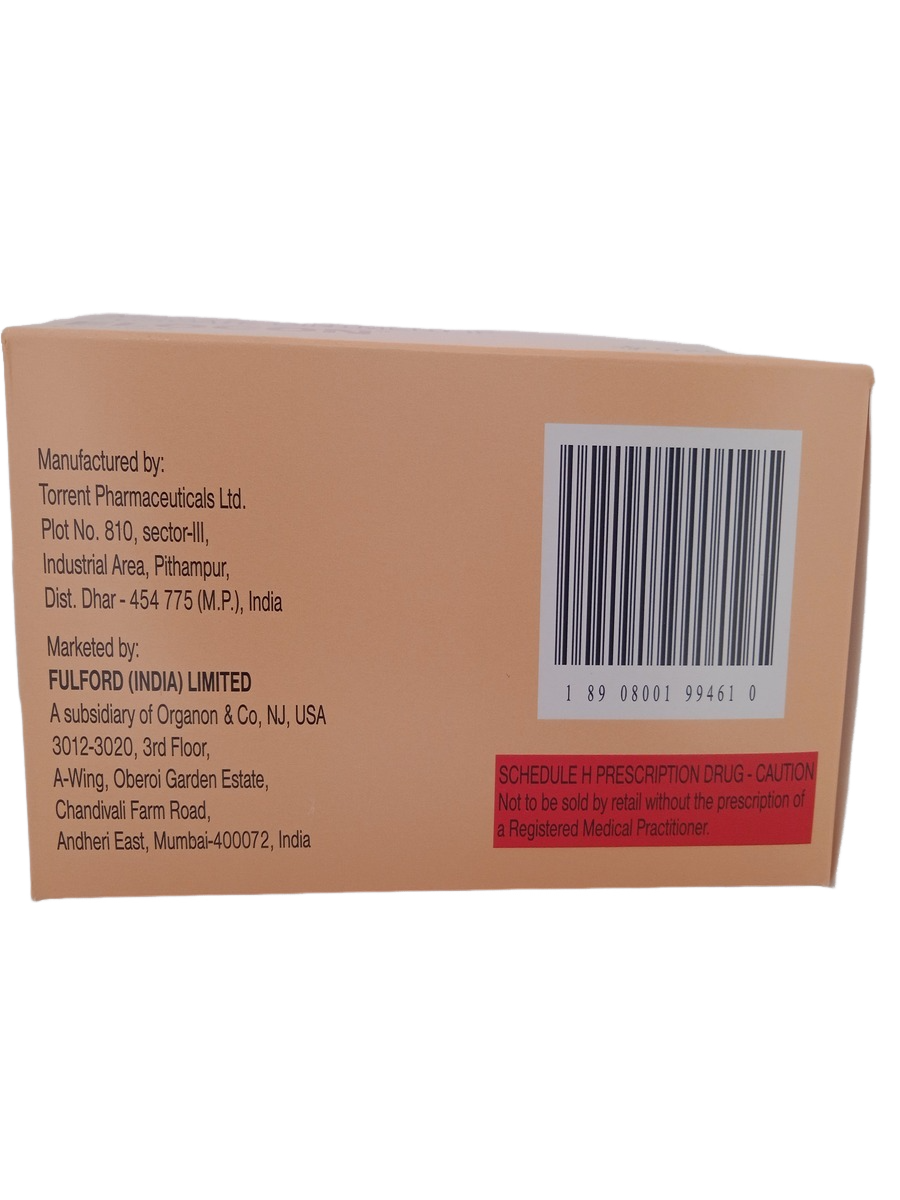 Manufactured by:
Torrent Pharmaceuticals Ltd.
Plot No. 810, sector-III,
Industrial Area, Pithampur,
Dist. Dhar - 454 775 (M.P.), India
Marketed by:
FULFORD (INDIA) LIMITED
A subsidiary of Organon & Co, NJ, USA
3012-3020, 3rd Floor,
A-Wing, Oberoi Garden Estate,
Chandivali Farm Road,
Andheri East, Mumbai-400072, India
1 89 08001 99461 0
SCHEDULE H PRESCRIPTION DRUG - CAUTION
Not to be sold by retail without the prescription of
a Registered Medical Practitioner.